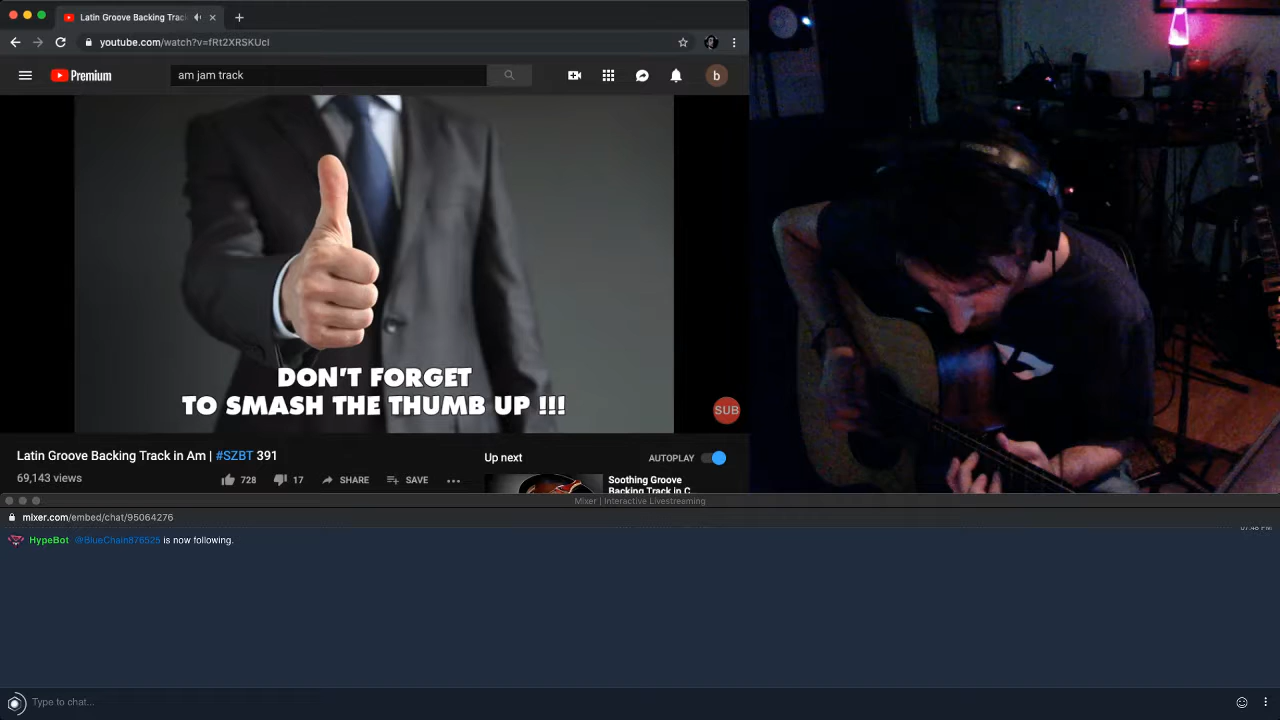 Latin Groove Backing Trac
youtube.com/watch?v=fRt2XRSKUcI
Premium
am jam track
b
DON'T FORGET
TO SMASH THE THUMB UP !!!
SUB
Latin Groove Backing Track in Am | #SZBT 391
69,143 views
728
17
SHARE
SAVE
Up next
AUTOPLAY
Soothing Groove
Backing Track in C
Mixer | Interactive Livestreaming
mixer.com/embed/chat/95064276
07:48 PM
HypeBot @BlueChain876525 is now following.
Type to chat...